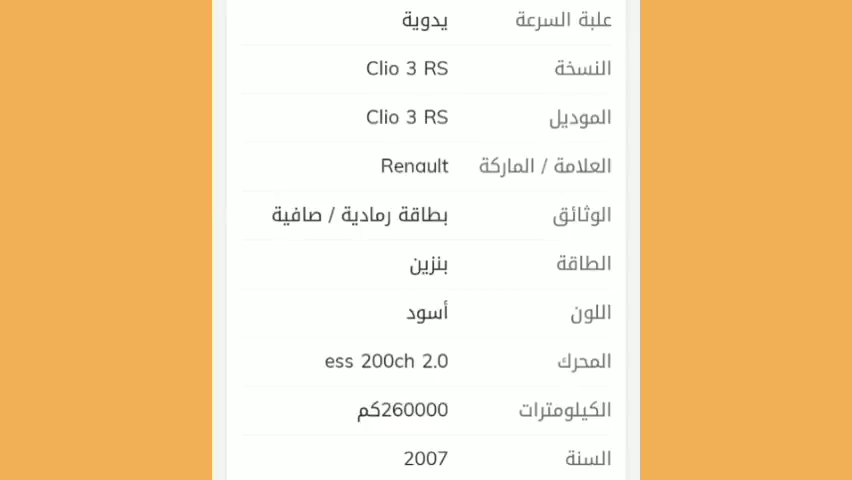 علبة السرعة يدوية
النسخة Clio 3 RS
الموديل Clio 3 RS
العلامة / الماركة Renault
الوثائق بطاقة رمادية / صافية
الطاقة بنزين
اللون أسود
المحرك 2.0 ess 200ch
الكيلومترات 260000كم
السنة 2007